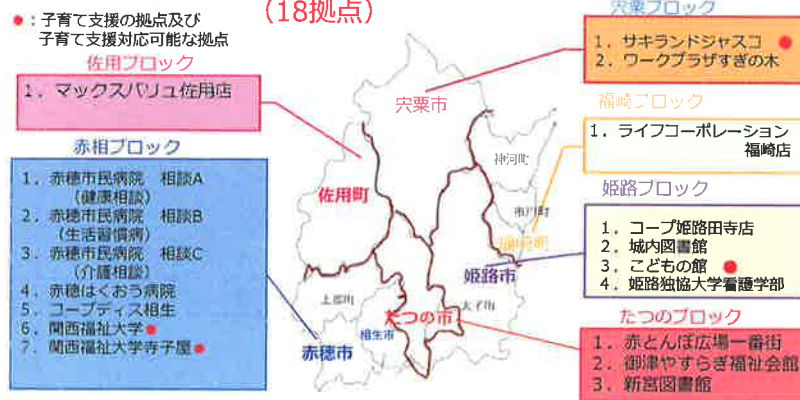 (18拠点)
●:子育て支援の拠点及び
子育て支援対応可能な拠点
佐用ブロック
1.マックスバリュ佐用店
赤相ブロック
1.赤穂市民病院 相談A
(健康相談)
2.赤穂市民病院 相談B
(生活習慣病)
3.赤穂市民病院 相談C
(介護相談)
4.赤穂はくおう病院
5.コープデイズ相生
6.関西福祉大学●
7.関西福祉大学寺子屋●
宍粟市
佐用町
神河町
市川町
福崎町
姫路市
上郡町
相生市
たつの市
太子町
赤穂市
宍粟ブロック
1.サキランドジャスコ ●
2.ワークプラザすぎの木
福崎ブロック
1.ライフコーポレーション
福崎店
姫路ブロック
1.コープ姫路田寺店
2.城内図書館
3.こどもの館 ●
4.姫路独協大学看護学部
たつのブロック
1.赤とんぼ広場一番街
2.御津やすらぎ福祉会館
3.新宮図書館